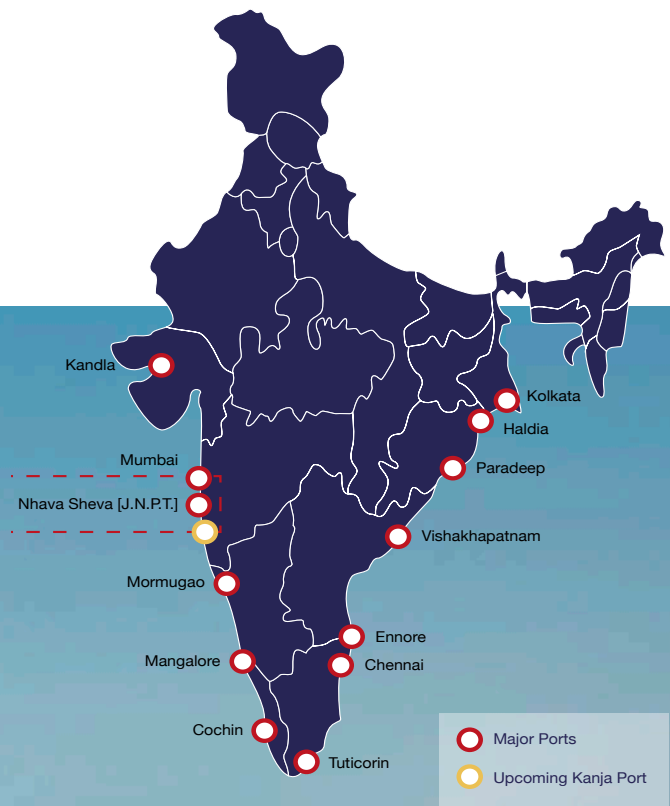 Kandla
Kolkata
Haldia
Mumbai
Paradeep
Nhava Sheva [J.N.P.T.]
Vishakhapatnam
Mormugao
Ennore
Mangalore
Chennai
Cochin
Tuticorin
Major Ports
Upcoming Kanja Port